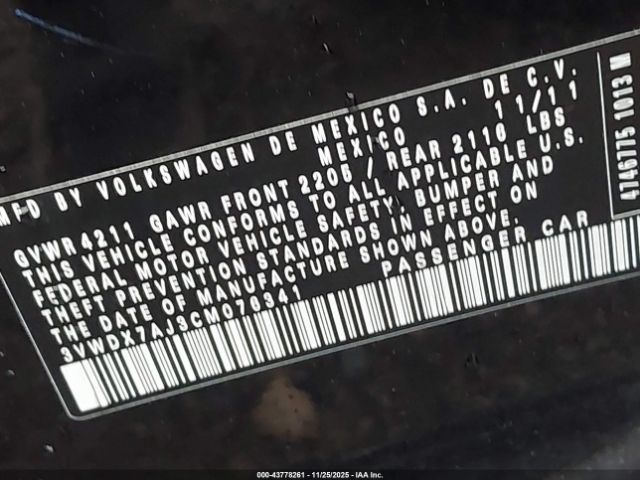 MFD BY VOLKSWAGEN DE MEXICO S.A. DE C.V.
MEXICO 11/11
GVWR 4211 GAWR FRONT 2205 / REAR 2110 LBS
THIS VEHICLE CONFORMS TO ALL APPLICABLE U.S.
FEDERAL MOTOR VEHICLE SAFETY, BUMPER AND
THEFT PREVENTION STANDARDS IN EFFECT ON
THE DATE OF MANUFACTURE SHOWN ABOVE.
3VWDX7AJ3CM076341 PASSENGER CAR
4746775 1013 M
000-43778261 - 11/25/2025 - IAA Inc.